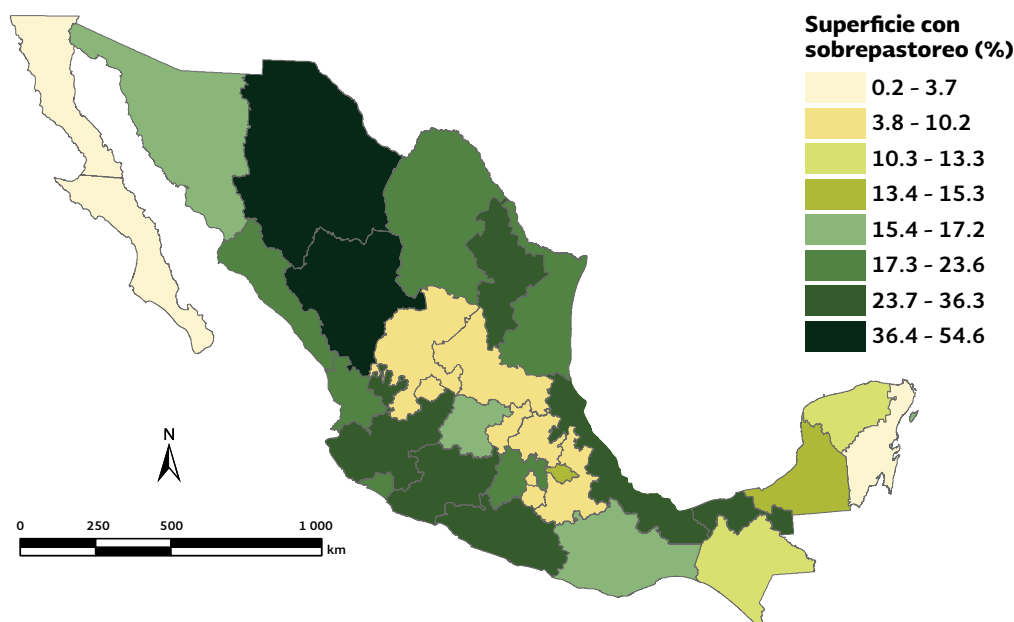 Superficie con
sobrepastoreo (%)
0.2 - 3.7
3.8 - 10.2
10.3 - 13.3
13.4 - 15.3
15.4 - 17.2
17.3 - 23.6
23.7 - 36.3
36.4 - 54.6
N
0 250 500 1 000
km